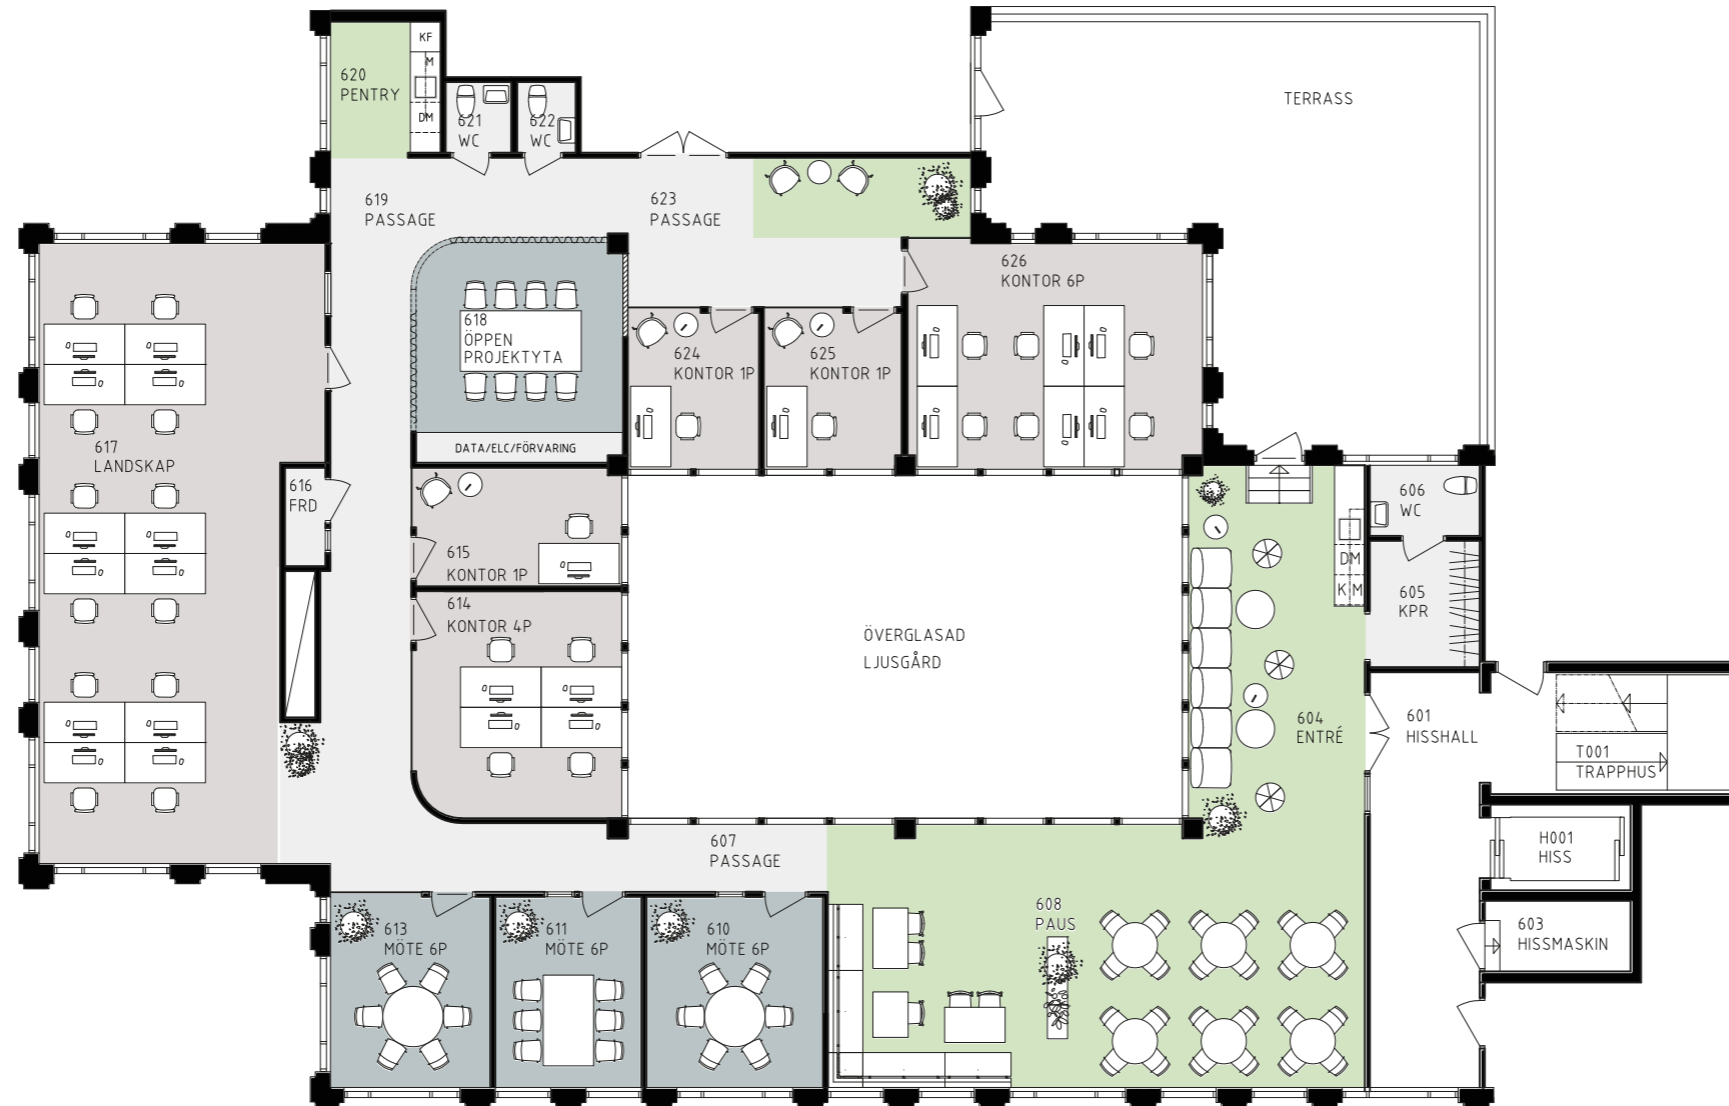 KF
M
620
PENTRY
DM
621
WC
622
WC
TERRASS
619
PASSAGE
623
PASSAGE
626
KONTOR 6P
618
ÖPPEN
PROJEKTYTA
624
KONTOR 1P
625
KONTOR 1P
617
LANDSKAP
DATA/ELC/FÖRVARING
616
FRD
606
WC
615
KONTOR 1P
DM
K M
605
KPR
614
KONTOR 4P
ÖVERGLASAD
LJUSGÅRD
604
ENTRÉ
601
HISSHALL
T001
TRAPPHUS
607
PASSAGE
H001
HISS
608
PAUS
603
HISSMASKIN
613
MÖTE 6P
611
MÖTE 6P
610
MÖTE 6P